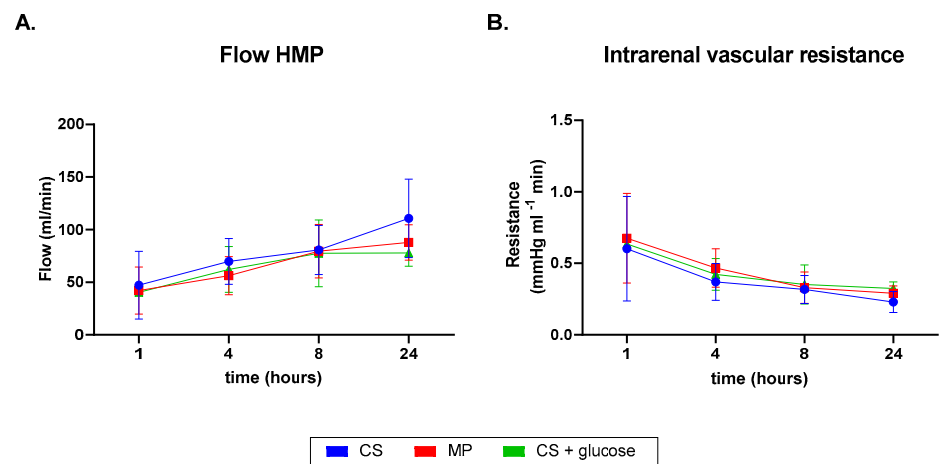 A.
Flow HMP
200
150
100
50
0
Flow (ml/min)
1 4 8 24
time (hours)
B.
Intrarenal vascular resistance
1.5
1.0
0.5
0.0
Resistance
(mmHg ml -1 min)
1 4 8 24
time (hours)
CS MP CS + glucose